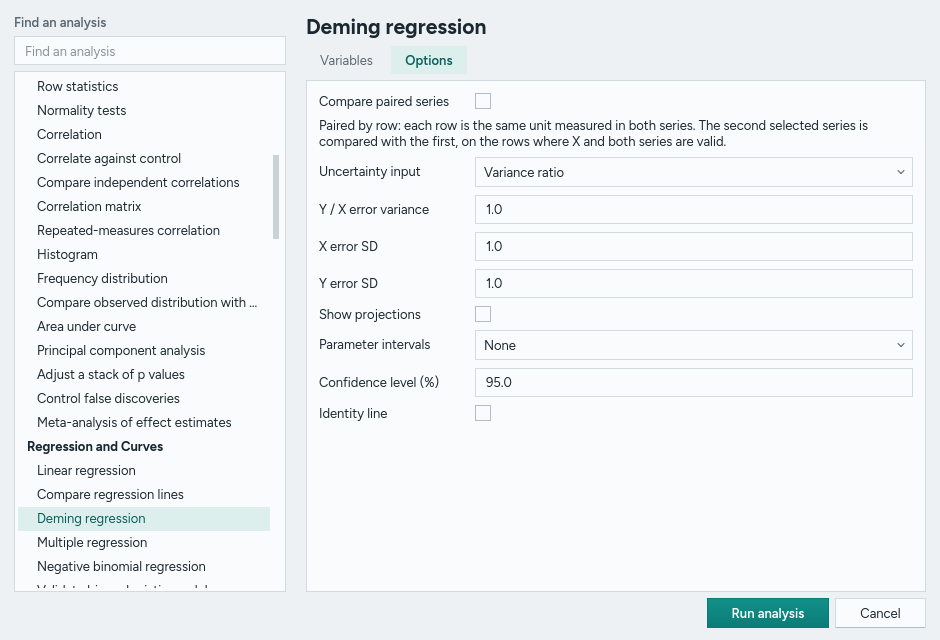 Find an analysis
Find an analysis
Row statistics
Normality tests
Correlation
Correlate against control
Compare independent correlations
Correlation matrix
Repeated-measures correlation
Histogram
Frequency distribution
Compare observed distribution with ...
Area under curve
Principal component analysis
Adjust a stack of p values
Control false discoveries
Meta-analysis of effect estimates
Regression and Curves
Linear regression
Compare regression lines
Deming regression
Multiple regression
Negative binomial regression
Deming regression
Variables
Options
Compare paired series
Paired by row: each row is the same unit measured in both series. The second selected series is
compared with the first, on the rows where X and both series are valid.
Uncertainty input
Variance ratio
Y / X error variance
1.0
X error SD
1.0
Y error SD
1.0
Show projections
Parameter intervals
None
Confidence level (%)
95.0
Identity line
Run analysis
Cancel